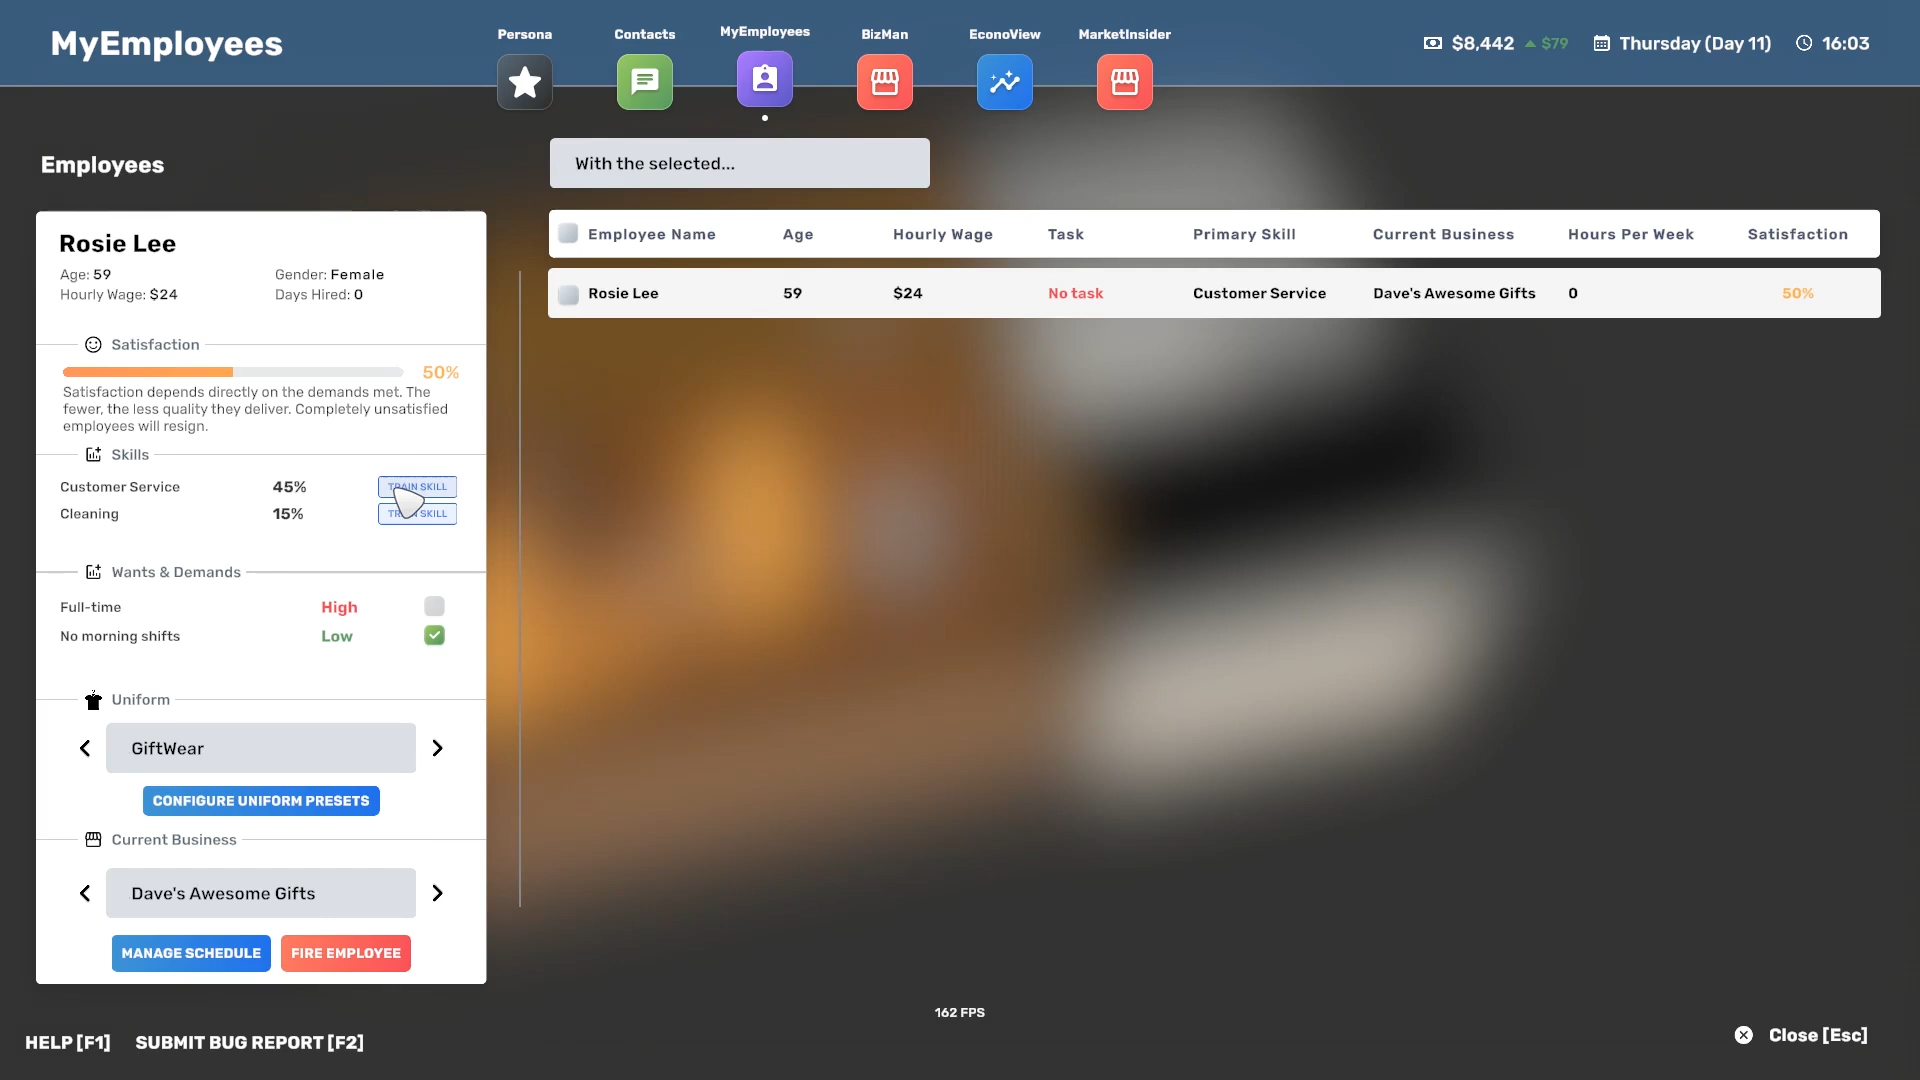 MyEmployees
Persona
Contacts
MyEmployees
BizMan
EconoView
MarketInsider
$8,442
$79
Thursday (Day 11)
16:03
Employees
With the selected...
Rosie Lee
Age: 59
Gender: Female
Hourly Wage: $24
Days Hired: 0
Satisfaction
50%
Satisfaction depends directly on the demands met. The
fewer, the less quality they deliver. Completely unsatisfied
employees will resign.
Skills
Customer Service 45% TRAIN SKILL
Cleaning 15% TRAIN SKILL
Wants & Demands
Full-time High
No morning shifts Low
Uniform
GiftWear
CONFIGURE UNIFORM PRESETS
Current Business
Dave's Awesome Gifts
MANAGE SCHEDULE
FIRE EMPLOYEE
Employee Name Age Hourly Wage Task Primary Skill Current Business Hours Per Week Satisfaction
Rosie Lee 59 $24 No task Customer Service Dave's Awesome Gifts 0 50%
162 FPS
HELP [F1]
SUBMIT BUG REPORT [F2]
Close [Esc]